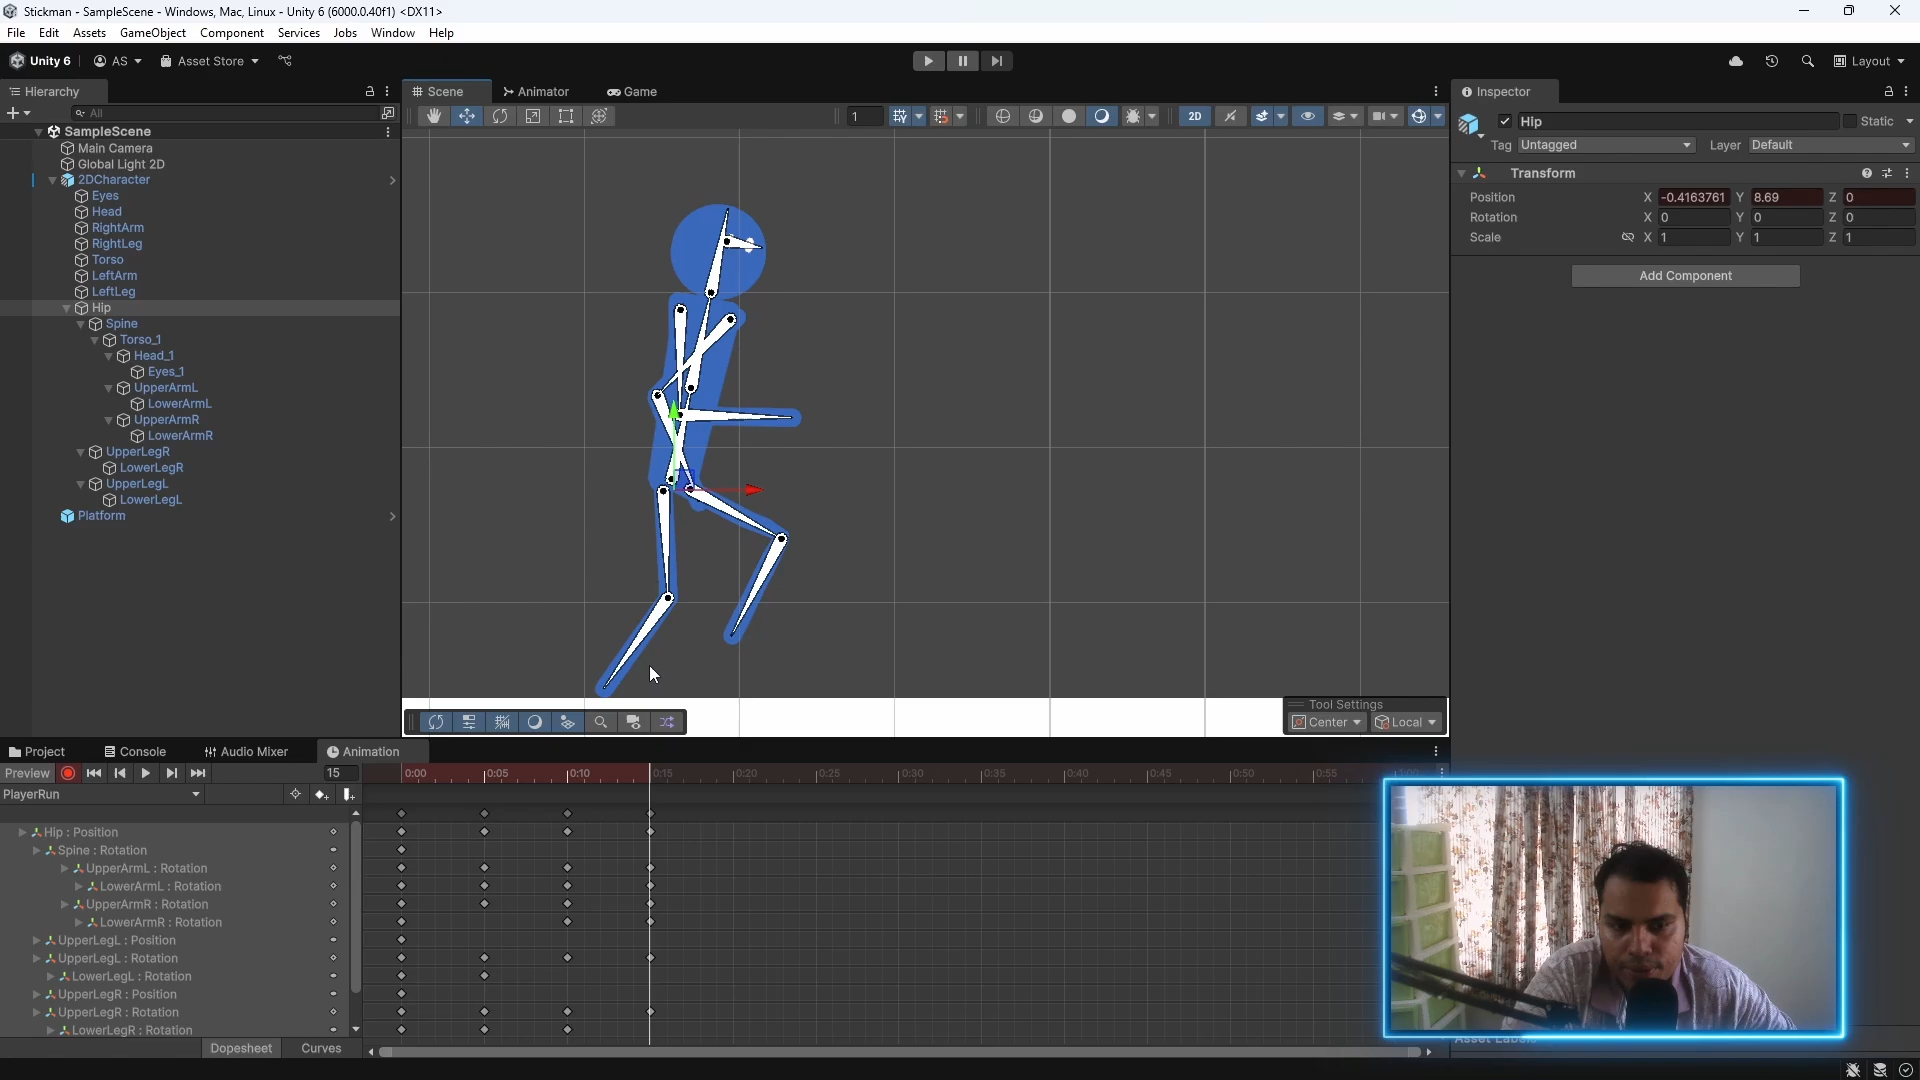 Stickman - SampleScene - Windows, Mac, Linux - Unity 6 (6000.0.40f1) <DX11>
File Edit Assets GameObject Component Services Jobs Window Help
Unity 6 AS Asset Store Layout
Hierarchy
All
SampleScene
Main Camera
Global Light 2D
2DCharacter
Eyes
Head
RightArm
RightLeg
Torso
LeftArm
LeftLeg
Hip
Spine
Torso_1
Head_1
Eyes_1
UpperArmL
LowerArmL
UpperArmR
LowerArmR
UpperLegR
LowerLegR
UpperLegL
LowerLegL
Platform
Scene Animator Game
1 2D
Tool Settings
Center Local
Inspector
Hip Static
Tag Untagged Layer Default
Transform
Position X -0.4163761 Y 8.69 Z 0
Rotation X 0 Y 0 Z 0
Scale X 1 Y 1 Z 1
Add Component
Project Console Audio Mixer Animation
Preview 15 0:00 0:05 0:10 0:15 0:20 0:25 0:30 0:35 0:40 0:45 0:50 0:55 1:00
PlayerRun
Hip : Position
Spine : Rotation
UpperArmL : Rotation
LowerArmL : Rotation
UpperArmR : Rotation
LowerArmR : Rotation
UpperLegL : Position
UpperLegL : Rotation
LowerLegL : Rotation
UpperLegR : Position
UpperLegR : Rotation
LowerLegR : Rotation
Dopesheet Curves
Asset Labels